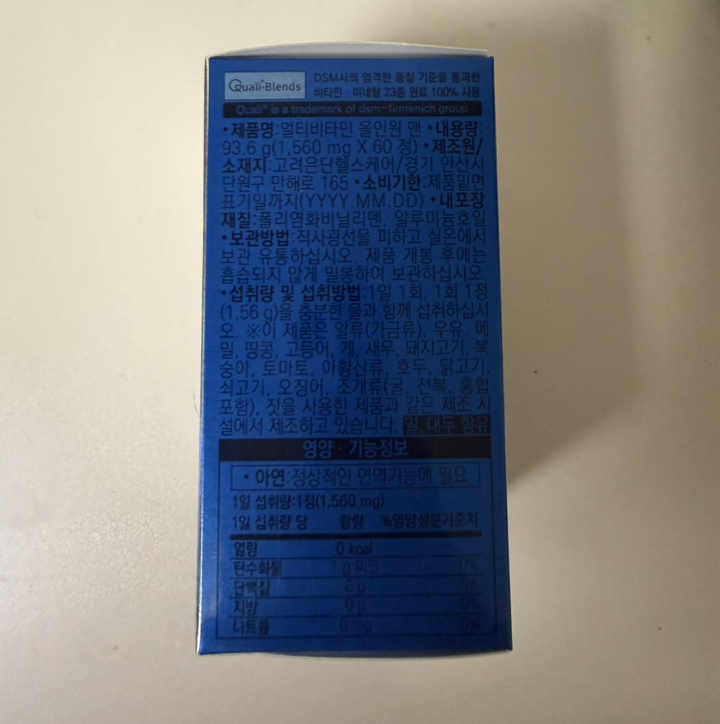 Quali®-Blends
DSM사의 엄격한 품질 기준을 통과한
비타민 · 미네랄 23종 원료 100% 사용
Quali® is a trademark of dsm-firmenich group.
• 제품명:멀티비타민 올인원 맨 • 내용량:
93.6 g(1,560 mg X 60 정) • 제조원/
소재지:고려은단헬스케어/경기 안산시
단원구 만해로 165 • 소비기한:제품밑면
표기일까지(YYYY.MM.DD) • 내포장
재질:폴리염화비닐리덴, 알루미늄호일
• 보관방법:직사광선을 피하고 실온에서
보관 유통하십시오. 제품 개봉 후에는
흡습되지 않게 밀봉하여 보관하십시오.
• 섭취량 및 섭취방법:1일 1회, 1회 1정
(1.56 g)을 충분한 물과 함께 섭취하십시
오. ※이 제품은 알류(가금류), 우유, 메
밀, 땅콩, 고등어, 게, 새우, 돼지고기, 복
숭아, 토마토, 아황산류, 호두, 닭고기,
쇠고기, 오징어, 조개류(굴, 전복, 홍합
포함), 잣을 사용한 제품과 같은 제조 시
설에서 제조하고 있습니다. 밀, 대두 함유
영양 · 기능정보
• 아연:정상적인 면역기능에 필요
1일 섭취량:1정(1,560 mg)
1일 섭취량 당 함량 %영양성분기준치
열량 0 kcal
탄수화물 1 g 미만 0%
단백질 0 g 0%
지방 0 g 0%
나트륨 0 mg 0%